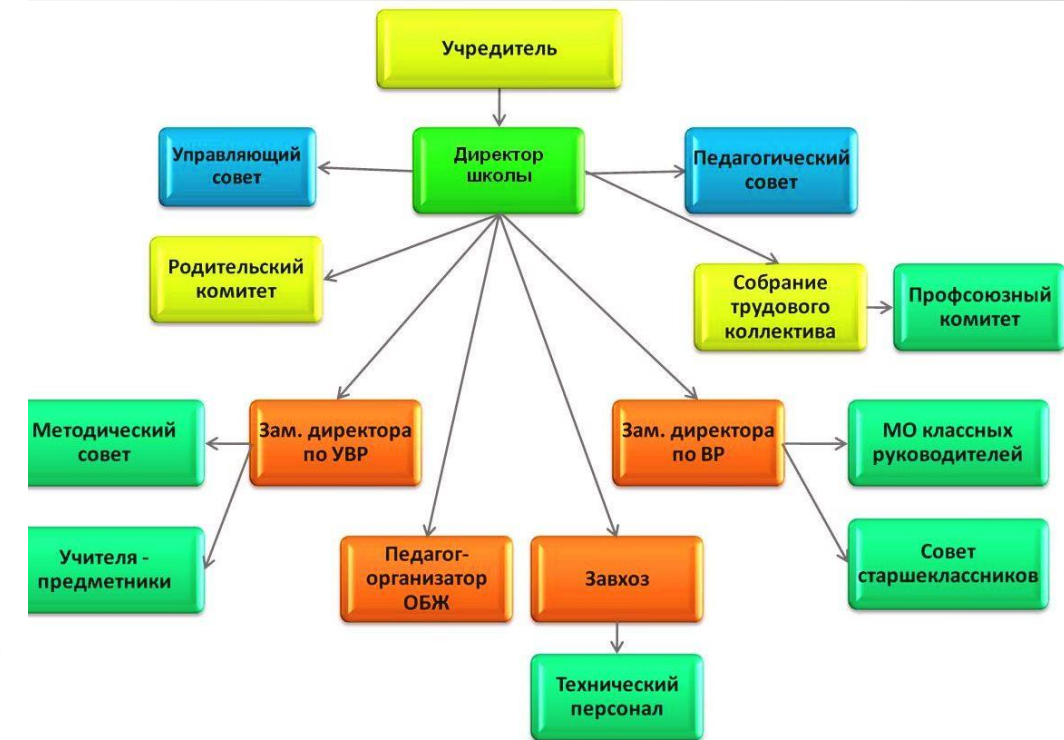 Учредитель
Управляющий
совет
Директор
школы
Педагогический
совет
Родительский
комитет
Собрание
трудового
коллектива
Профсоюзный
комитет
Методический
совет
Зам. директора
по УВР
Зам. директора
по ВР
МО классных
руководителей
Учителя -
предметники
Педагог-
организатор
ОБЖ
Завхоз
Совет
старшеклассников
Технический
персонал